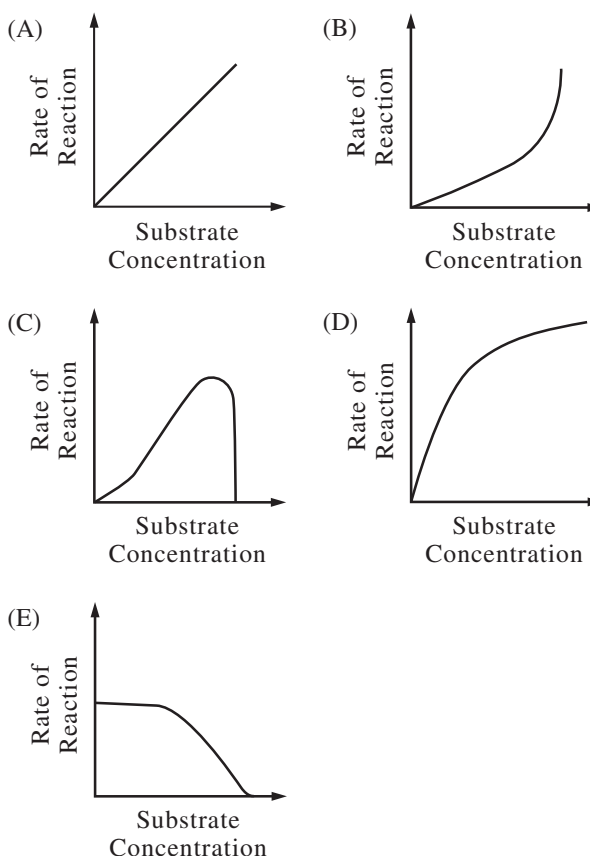 (A)
Rate of
Reaction
Substrate
Concentration
(B)
Rate of
Reaction
Substrate
Concentration
(C)
Rate of
Reaction
Substrate
Concentration
(D)
Rate of
Reaction
Substrate
Concentration
(E)
Rate of
Reaction
Substrate
Concentration